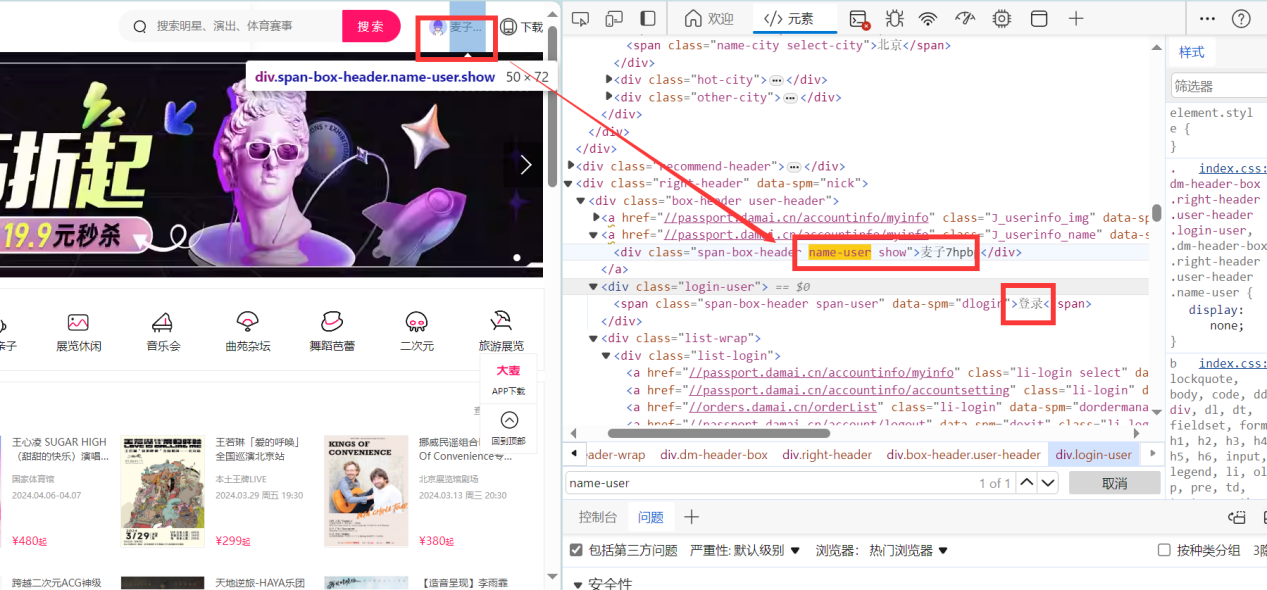 搜索明星、演出、体育赛事
搜索
麦子...
下载
div.span-box-header.name-user.show 50 × 72
折起
19.9元秒杀
亲子
展览休闲
音乐会
曲苑杂坛
舞蹈芭蕾
二次元
旅游展览
大麦
APP下载
回到顶部
王心凌 SUGAR HIGH
(甜甜的快乐)演唱...
国家体育馆
2024.04.06-04.07
¥480起
王若琳「爱的呼唤」
全国巡演北京站
本土王牌LIVE
2024.03.29 周五 19:30
¥299起
KINGS OF
CONVENIENCE
挪威民谣组合
Of Convenience专...
北京展览馆剧场
2024.03.13 周三 20:30
¥380起
跨越二次元ACG神级
天地逆旅-HAYA乐团
【造音呈现】李雨霏
欢迎
</> 元素
<span class="name-city select-city">北京</span>
</div>
<div class="hot-city"> … </div>
<div class="other-city"> … </div>
</div>
</div>
</div>
<div class="recommend-header"> … </div>
<div class="right-header" data-spm="nick">
<div class="box-header user-header">
<a href="//passport.damai.cn/accountinfo/myinfo" class="J_userinfo_img" data-sp
<a href="//passport.damai.cn/accountinfo/myinfo" class="J_userinfo_name" data-s
<div class="span-box-header name-user show">麦子7hpb</div>
</a>
<div class="login-user"> == $0
<span class="span-box-header span-user" data-spm="dlogin">登录</span>
</div>
<div class="list-wrap">
<div class="list-login">
<a href="//passport.damai.cn/accountinfo/myinfo" class="li-login select" da
<a href="//passport.damai.cn/accountinfo/accountsetting" class="li-login" d
<a href="//orders.damai.cn/orderList" class="li-login" data-spm="dordermana
<a href="//passport.damai.cn/account/logout" data-spm="dexit" class="li-log
eader-wrap div.dm-header-box div.right-header div.box-header.user-header div.login-user
name-user 1 of 1 取消
控制台 问题
包括第三方问题 严重性: 默认级别 浏览器: 热门浏览器 按种类分组
安全性
样式
筛选器
element.styl
e {
}
. index.css:
dm-header-box
.right-header
.user-header
.login-user,
.dm-header-box
.right-header
.user-header
.name-user {
display:
none;
}
b index.css:
lockquote,
body, code, dd
div, dl, dt,
fieldset, form
h1, h2, h3, h4
h5, h6, input,
legend, li, ol
p, pre, td,